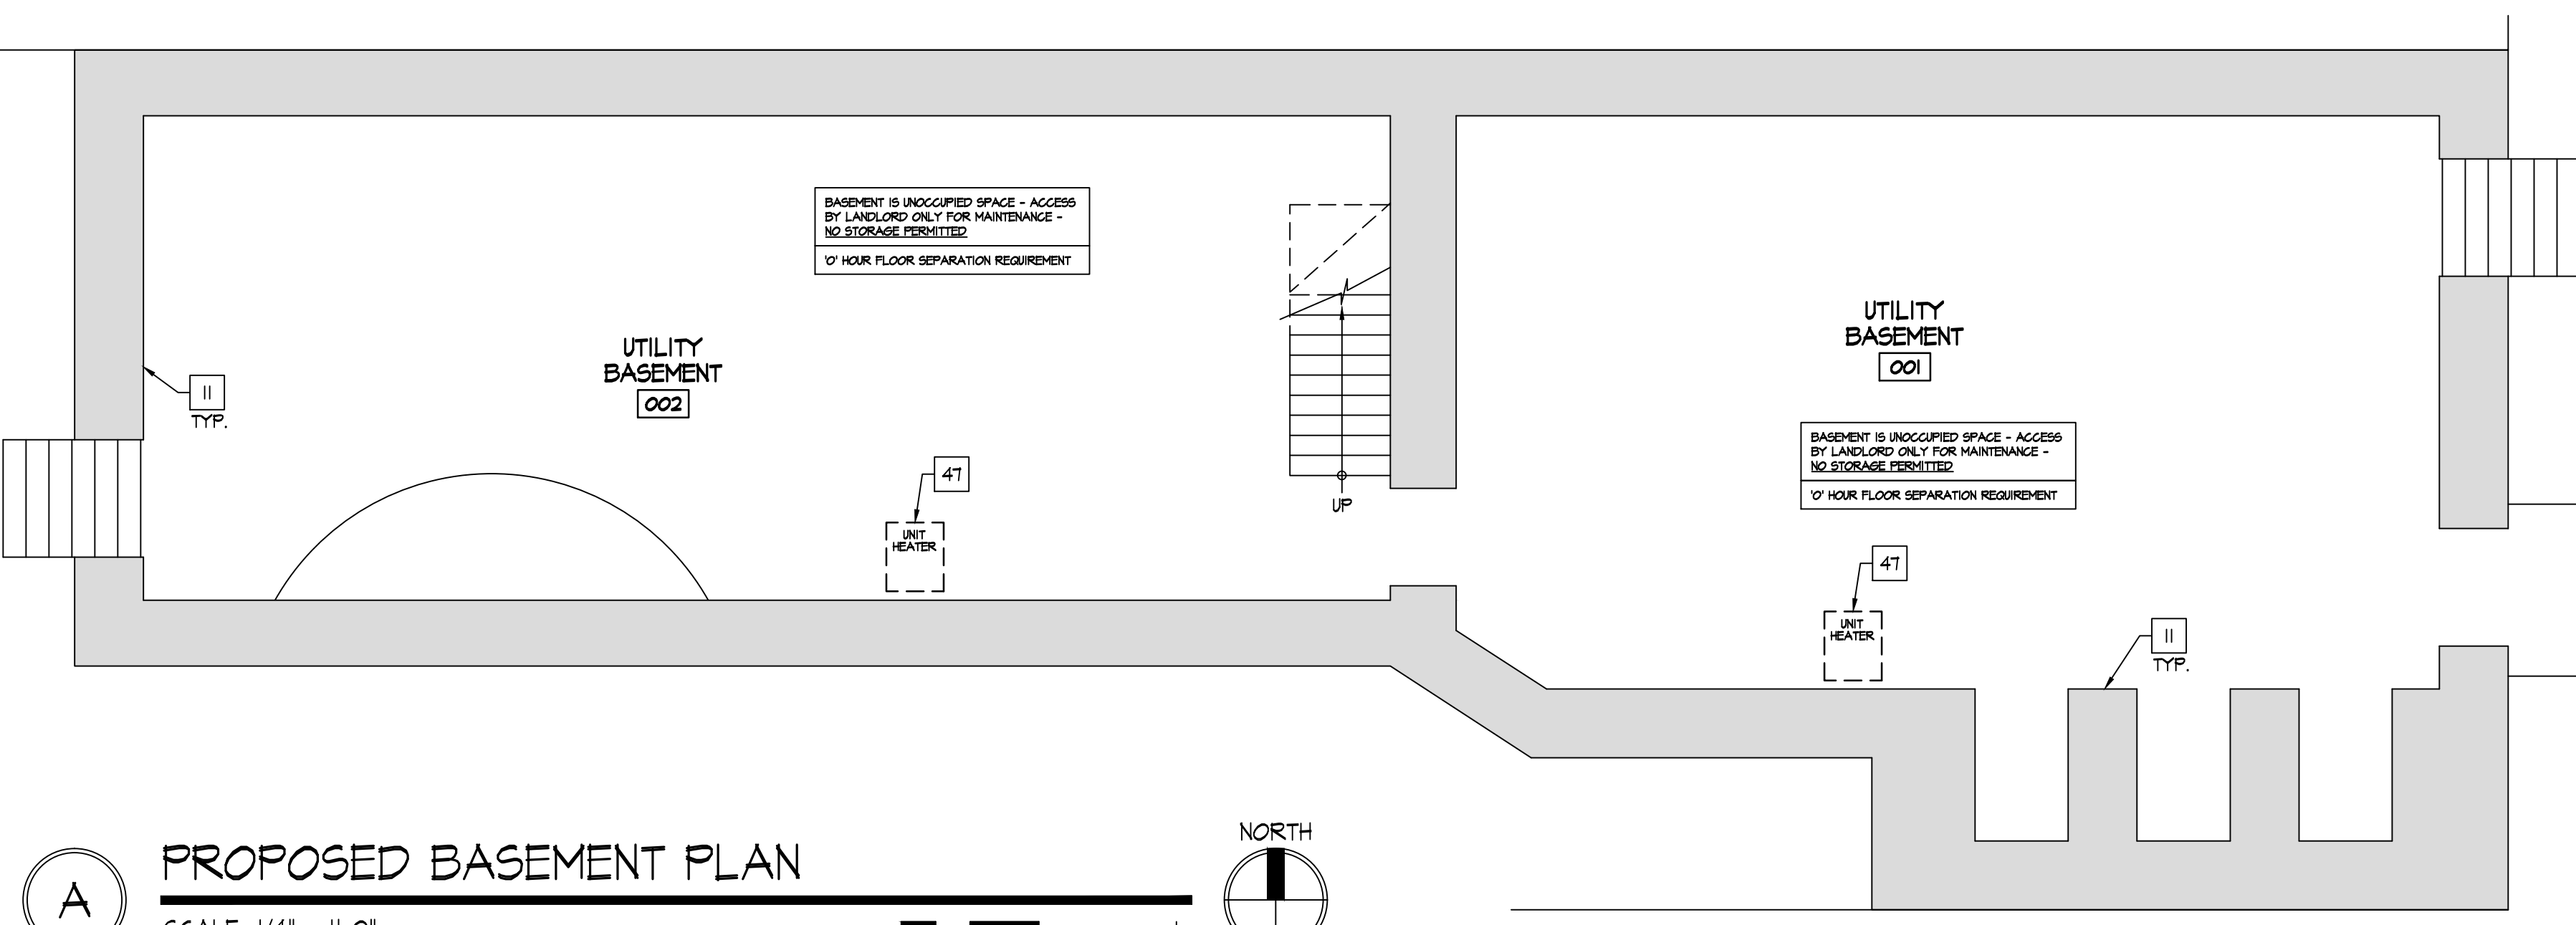 BASEMENT IS UNOCCUPIED SPACE - ACCESS
BY LANDLORD ONLY FOR MAINTENANCE -
NO STORAGE PERMITTED
'0' HOUR FLOOR SEPARATION REQUIREMENT
UTILITY
BASEMENT
002
11
TYP.
47
UNIT
HEATER
UP
UTILITY
BASEMENT
001
BASEMENT IS UNOCCUPIED SPACE - ACCESS
BY LANDLORD ONLY FOR MAINTENANCE -
NO STORAGE PERMITTED
'0' HOUR FLOOR SEPARATION REQUIREMENT
47
UNIT
HEATER
11
TYP.
A
PROPOSED BASEMENT PLAN
NORTH